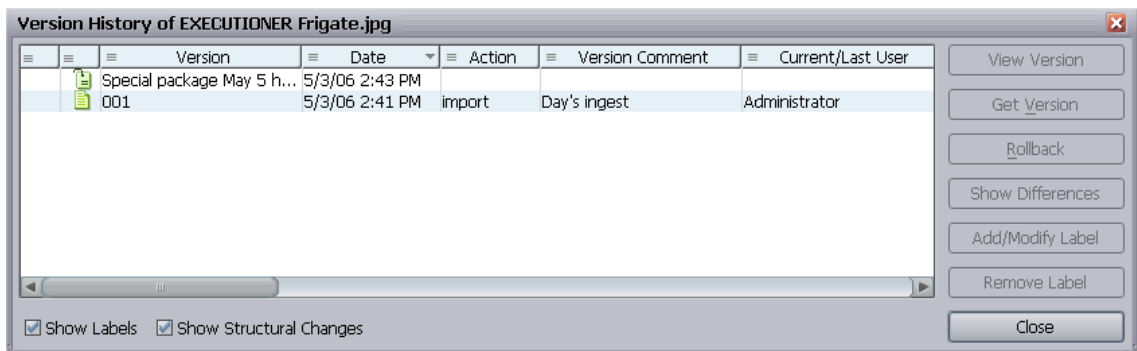 Version History of EXECUTIONER Frigate.jpg
Version Date Action Version Comment Current/Last User
Special package May 5 h... 5/3/06 2:43 PM
001 5/3/06 2:41 PM import Day's ingest Administrator
View Version
Get Version
Rollback
Show Differences
Add/Modify Label
Remove Label
Show Labels Show Structural Changes
Close